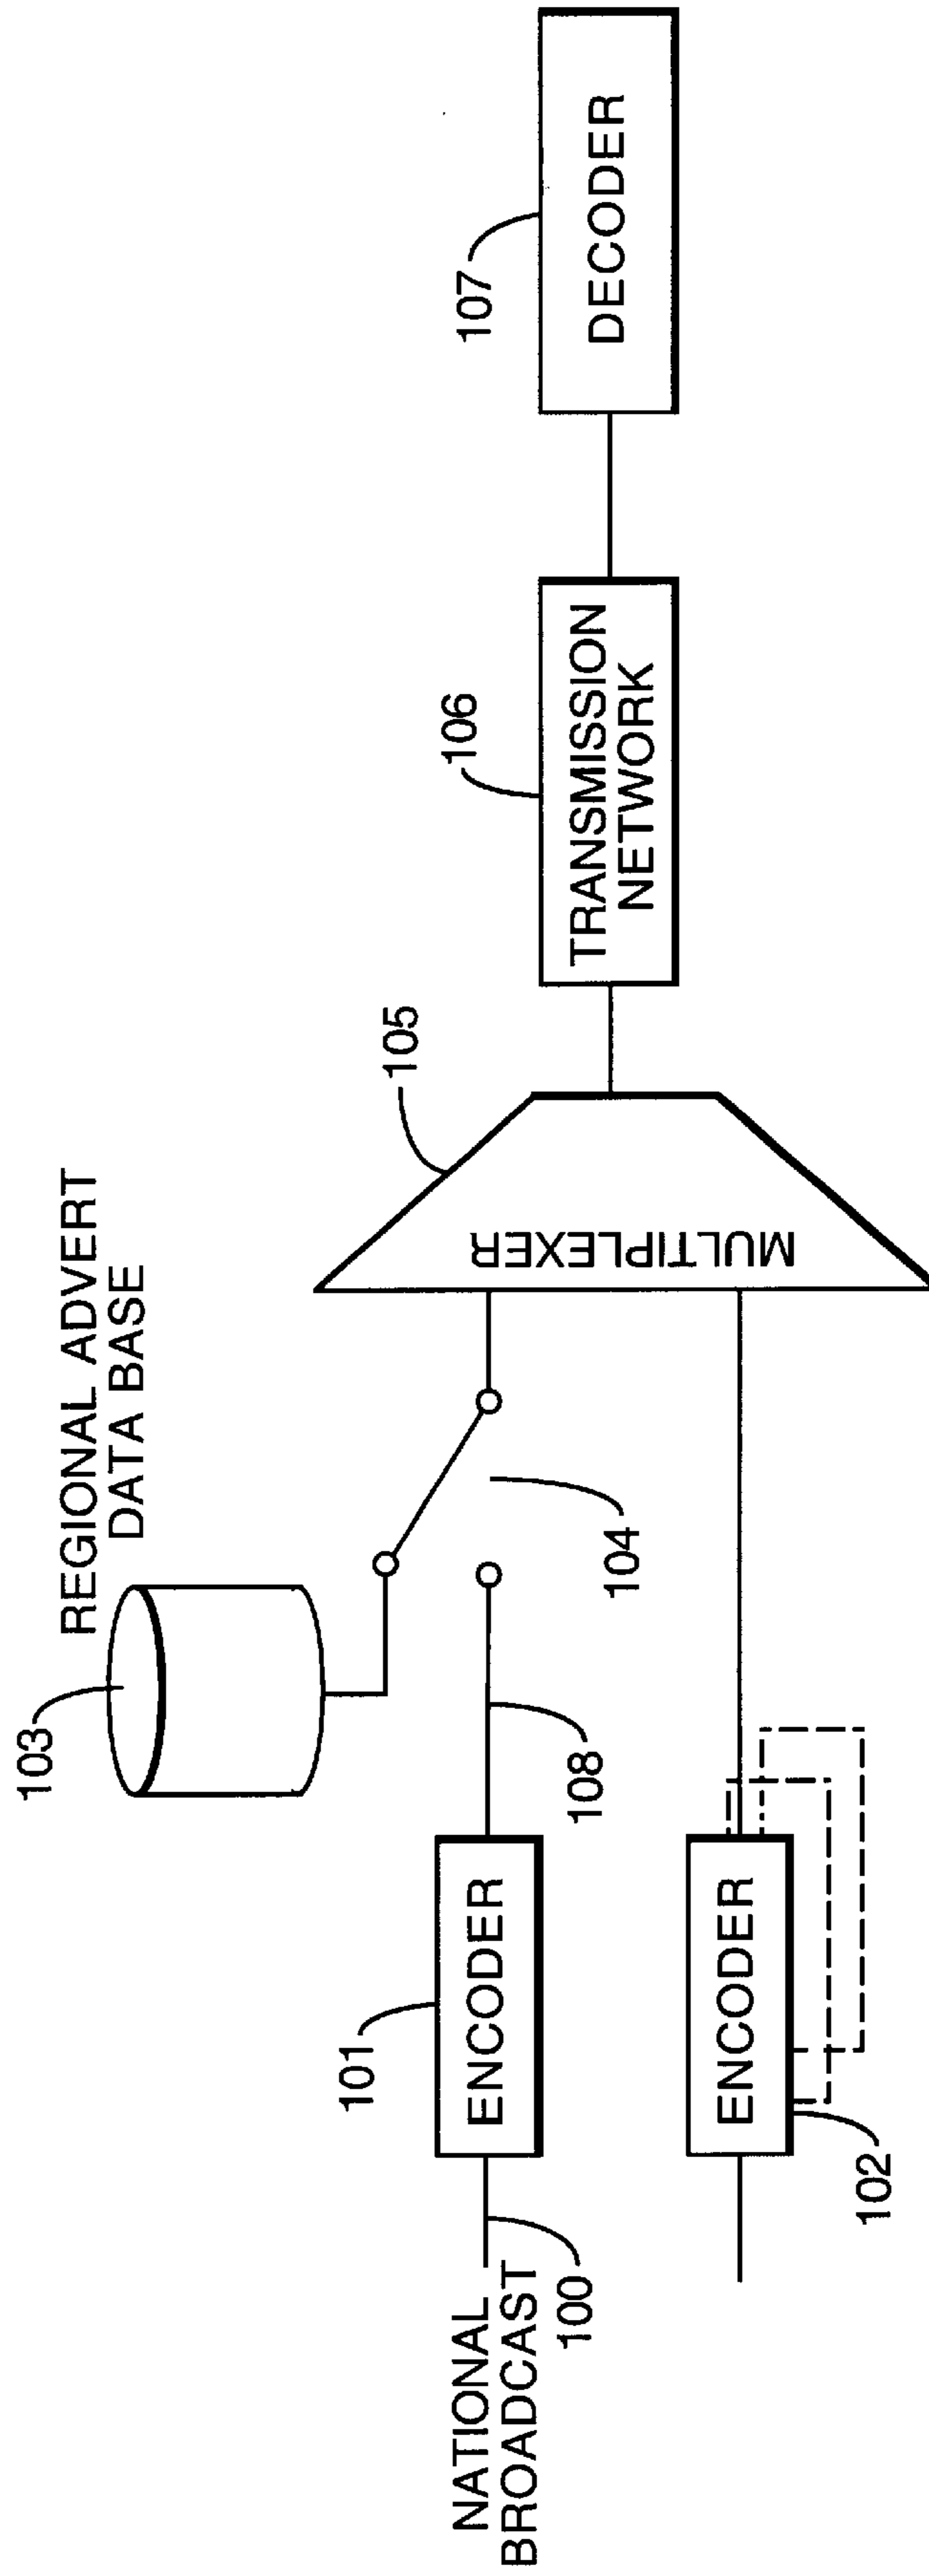 REGIONAL ADVERT
DATA BASE
103
NATIONAL
BROADCAST
100
101
ENCODER
108
104
105
MULTIPLEXER
106
TRANSMISSION
NETWORK
107
DECODER
ENCODER
102